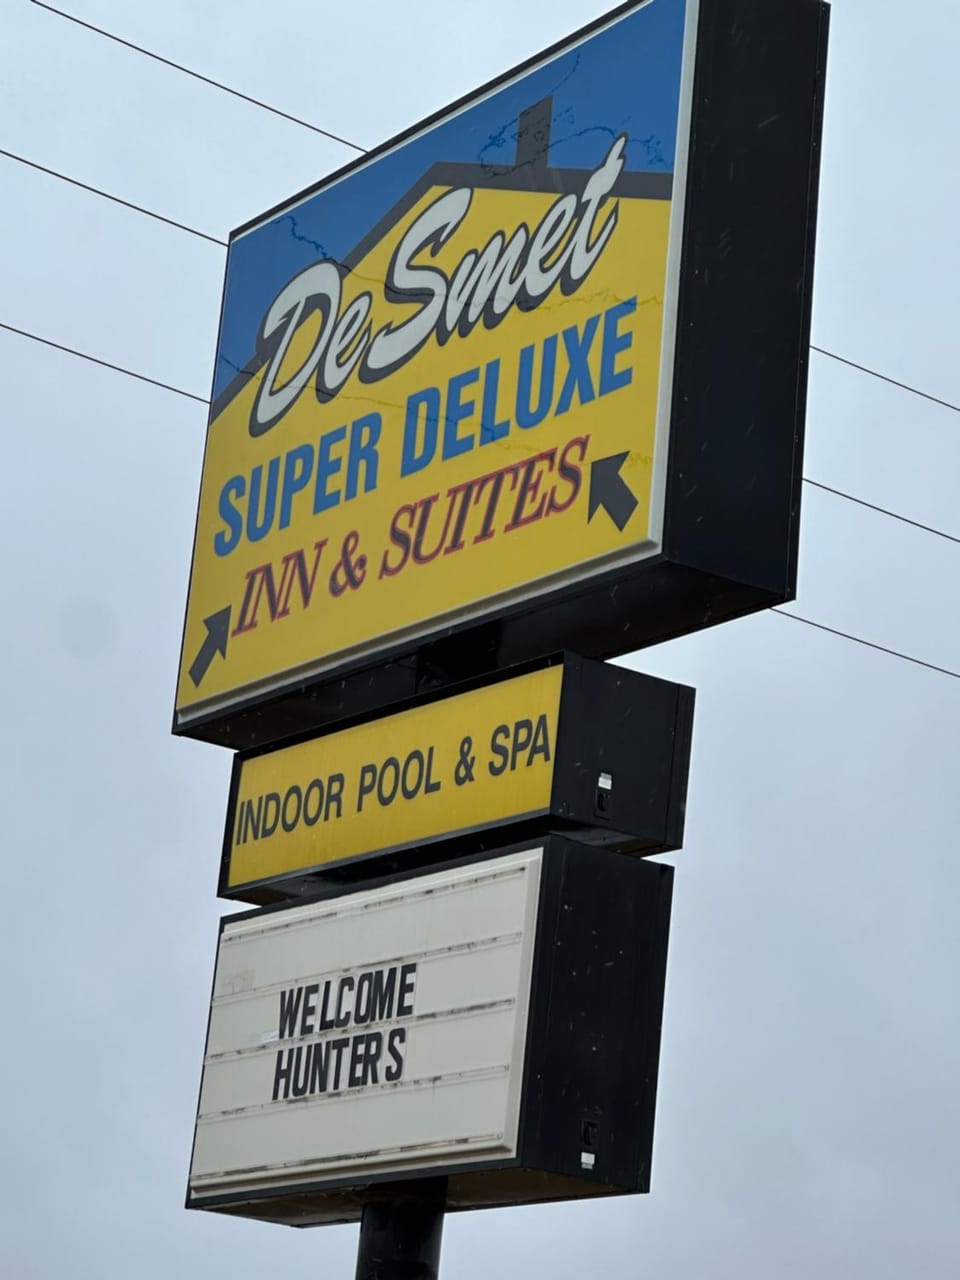 DeSmet
SUPER DELUXE
INN & SUITES
INDOOR POOL & SPA
WELCOME
HUNTERS